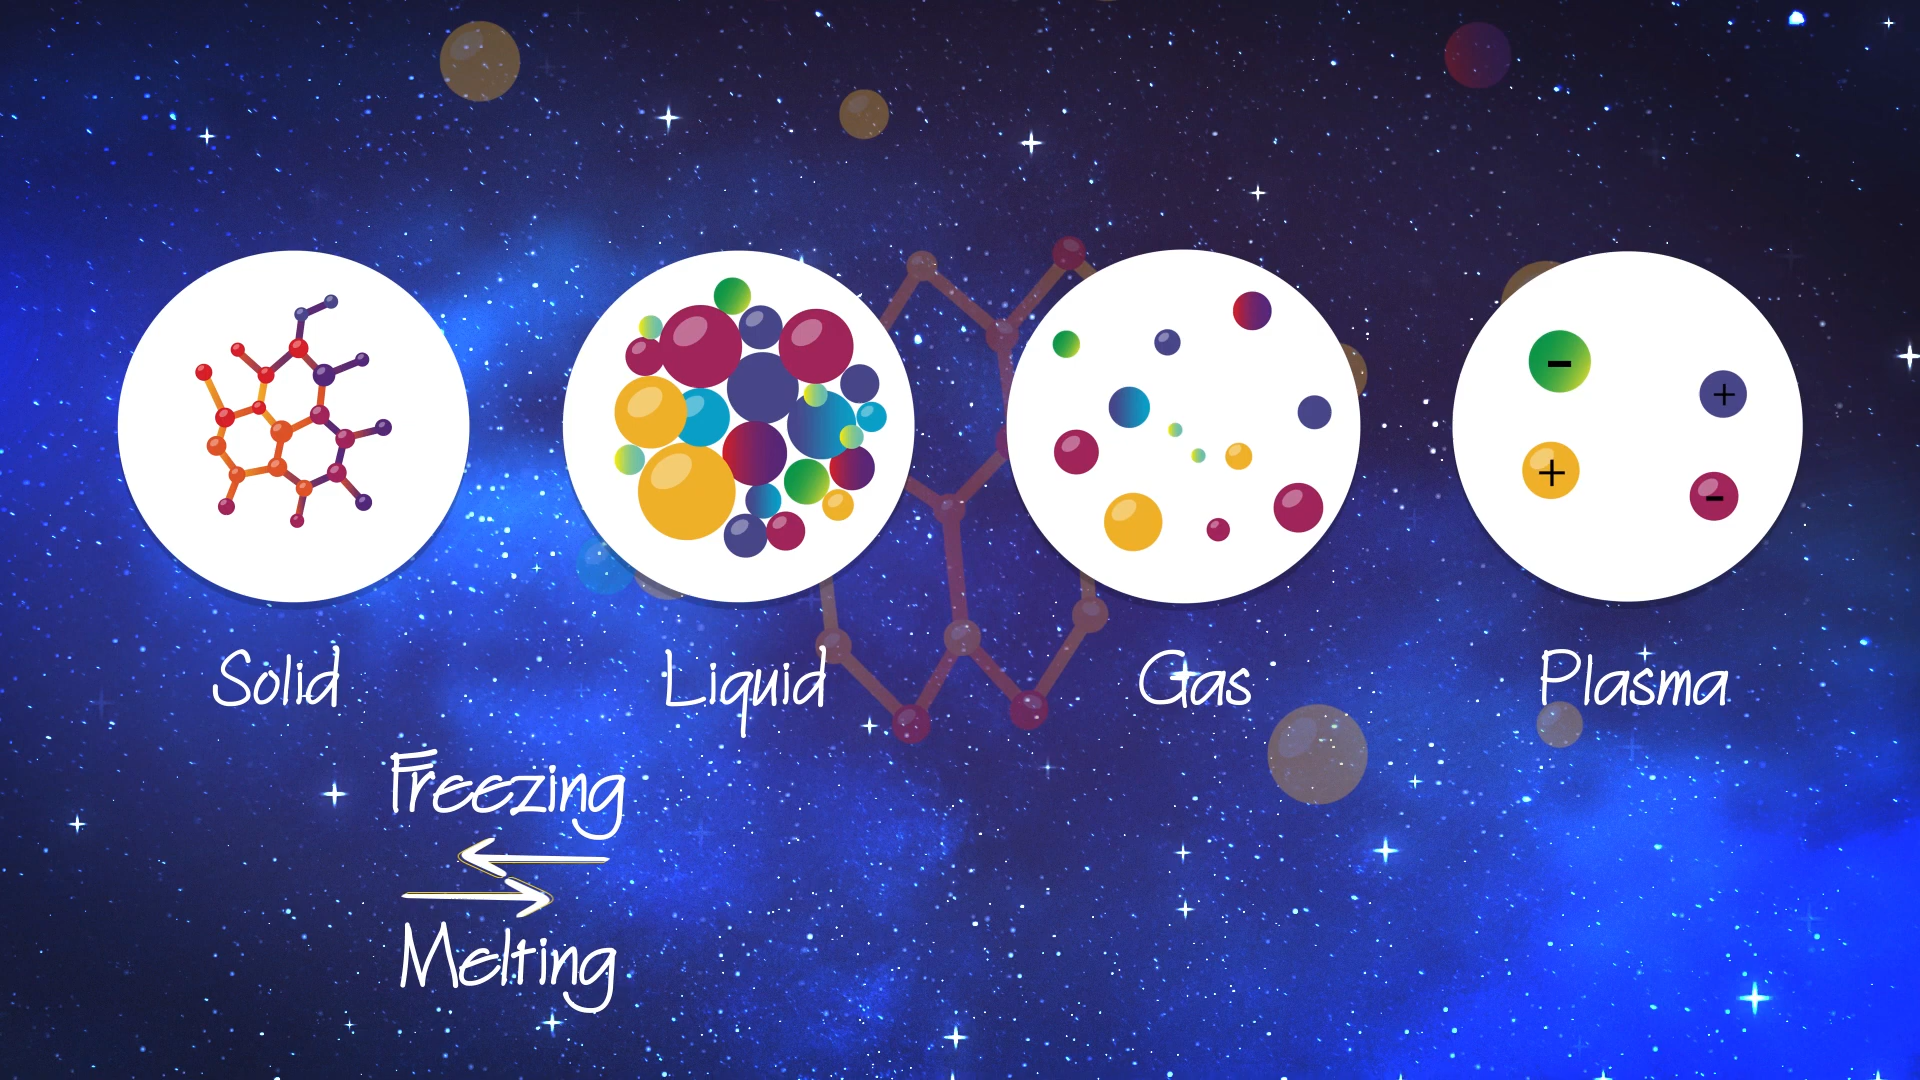 - +
+ -
Solid Liquid Gas Plasma
Freezing
Melting